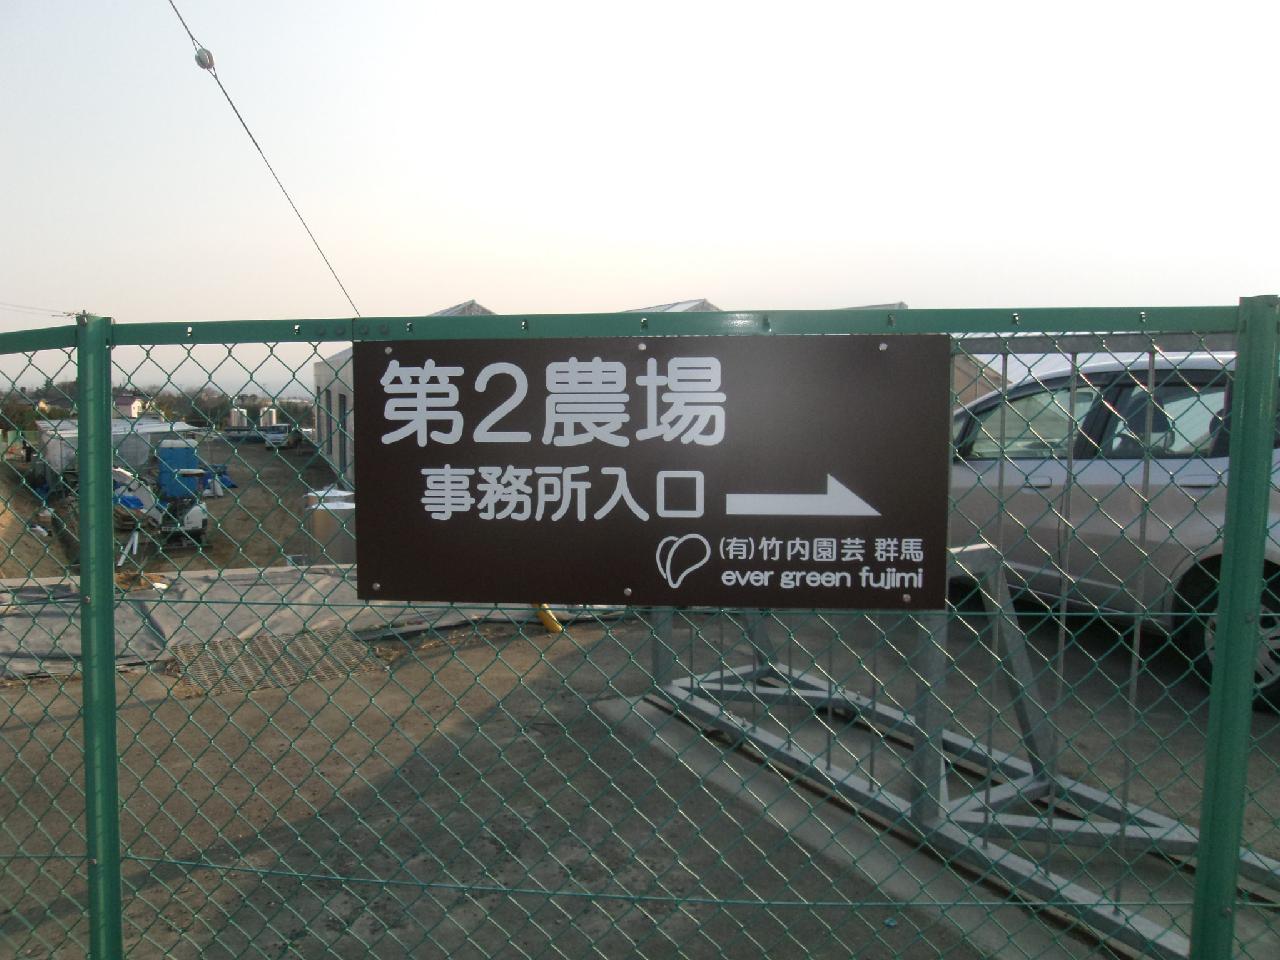 第2農場
事務所入口
(有)竹内園芸 群馬
ever green fujimi